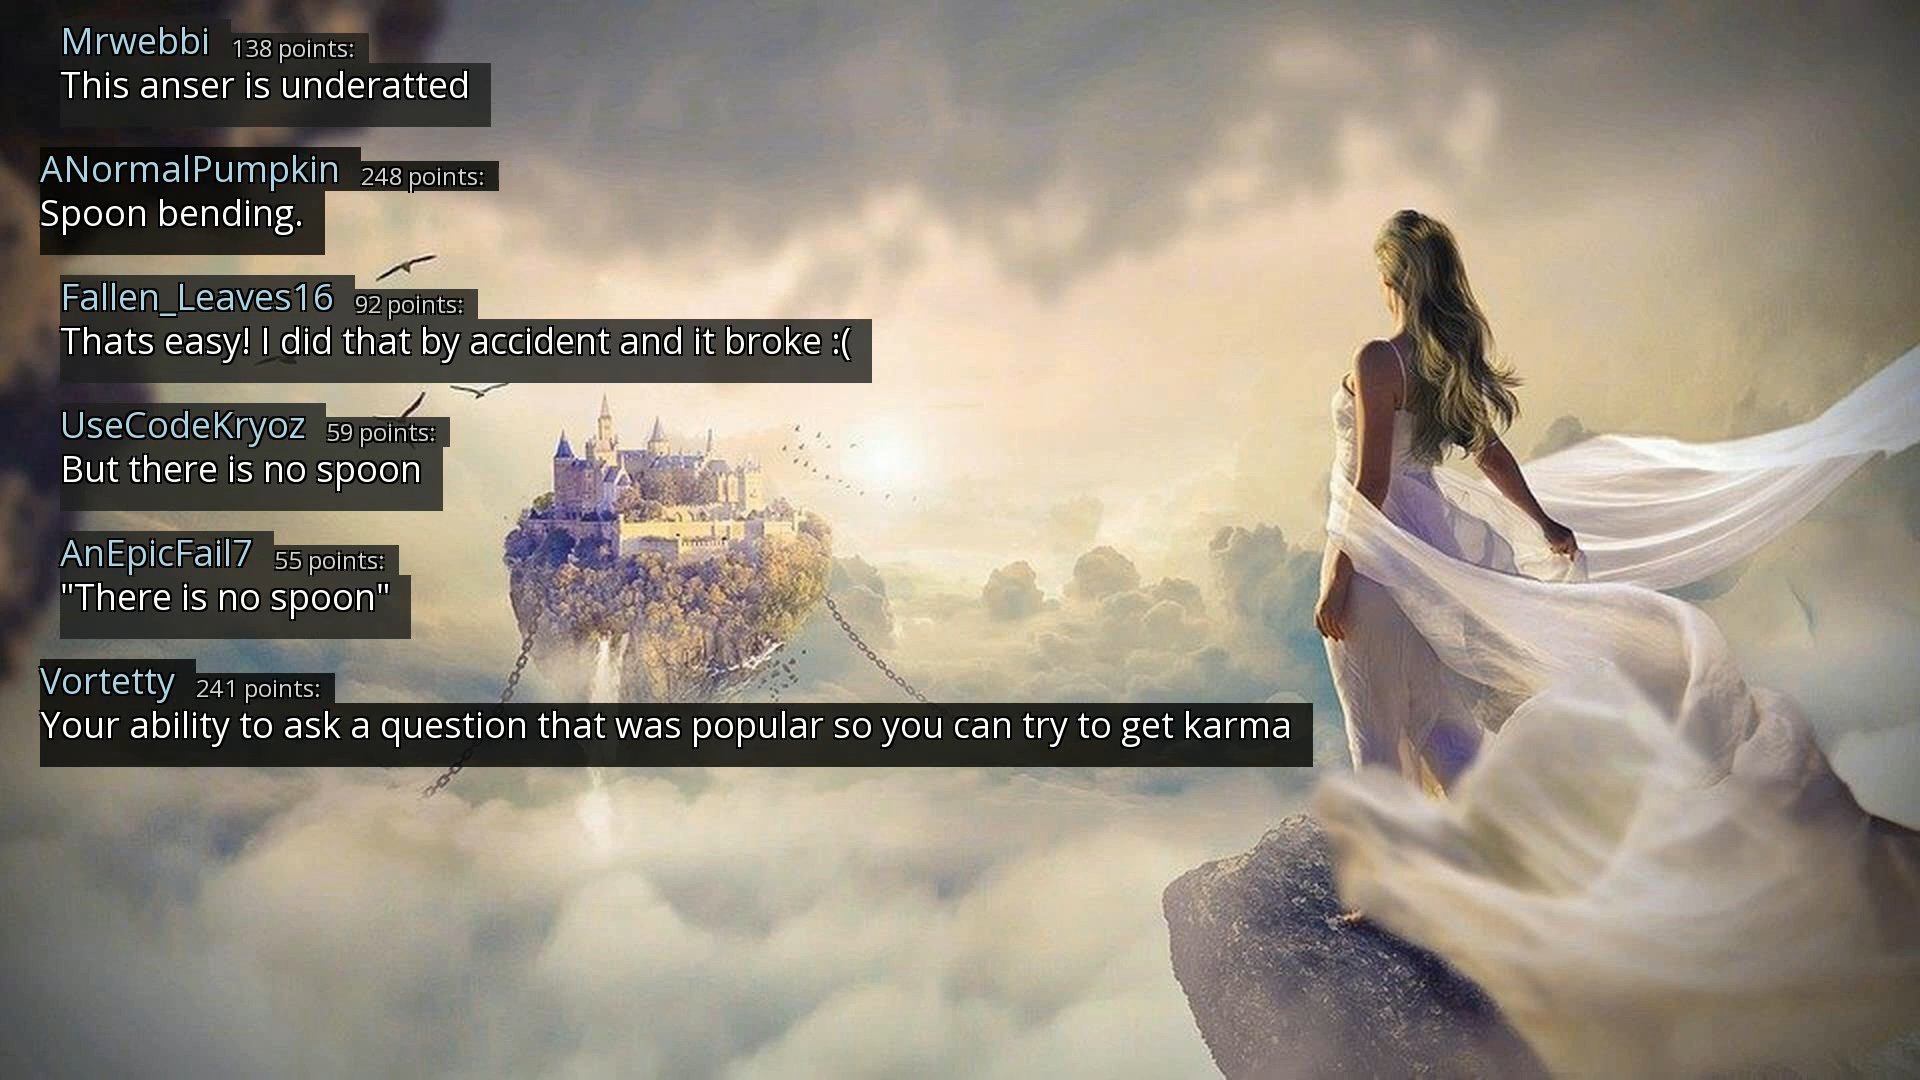 Mrwebbi 138 points:
This anser is underatted
ANormalPumpkin 248 points:
Spoon bending.
Fallen_Leaves16 92 points:
Thats easy! I did that by accident and it broke :(
UseCodeKryoz 59 points:
But there is no spoon
AnEpicFail7 55 points:
"There is no spoon"
Vortetty 241 points:
Your ability to ask a question that was popular so you can try to get karma